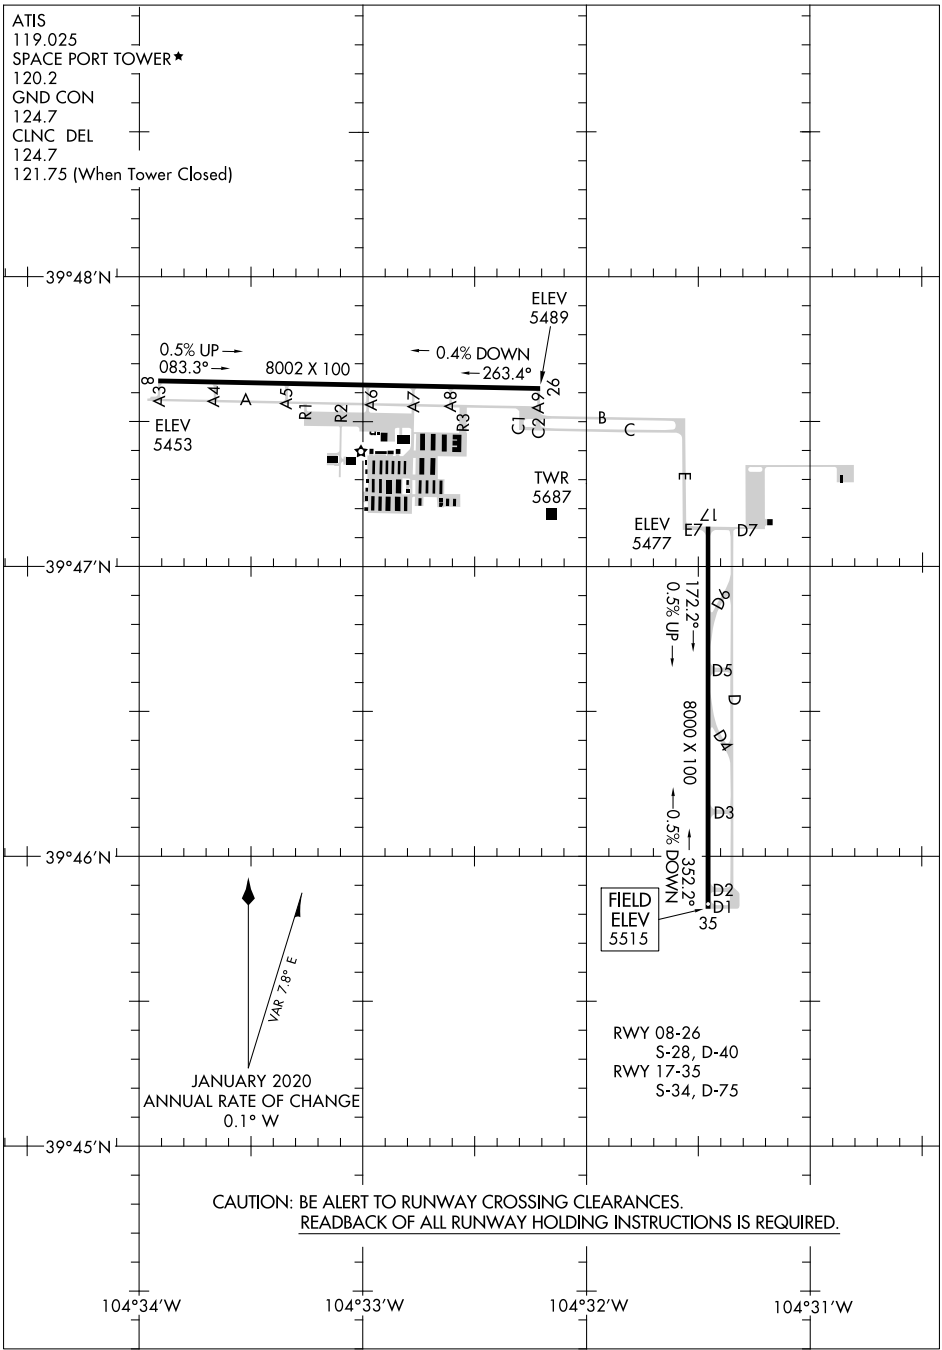 ATIS
119.025
SPACE PORT TOWER★
120.2
GND CON
124.7
CLNC DEL
124.7
121.75 (When Tower Closed)
39°48'N
ELEV
5489
0.5% UP →
083.3° →
8002 X 100
← 0.4% DOWN
← 263.4°
8
26
A3
A4
A
A5
R1
R2
A6
A7
A8
R3
C1
C2
A9
B
C
ELEV
5453
E
TWR
5687
ELEV
5477
E7
17
D7
39°47'N
172.2° →
0.5% UP →
D6
D5
D
D4
8000 X 100
D3
← 0.5% DOWN
← 352.2°
39°46'N
D2
D1
FIELD
ELEV
5515
35
VAR 7.8° E
RWY 08-26
S-28, D-40
RWY 17-35
S-34, D-75
JANUARY 2020
ANNUAL RATE OF CHANGE
0.1° W
39°45'N
CAUTION: BE ALERT TO RUNWAY CROSSING CLEARANCES.
READBACK OF ALL RUNWAY HOLDING INSTRUCTIONS IS REQUIRED.
104°34'W
104°33'W
104°32'W
104°31'W